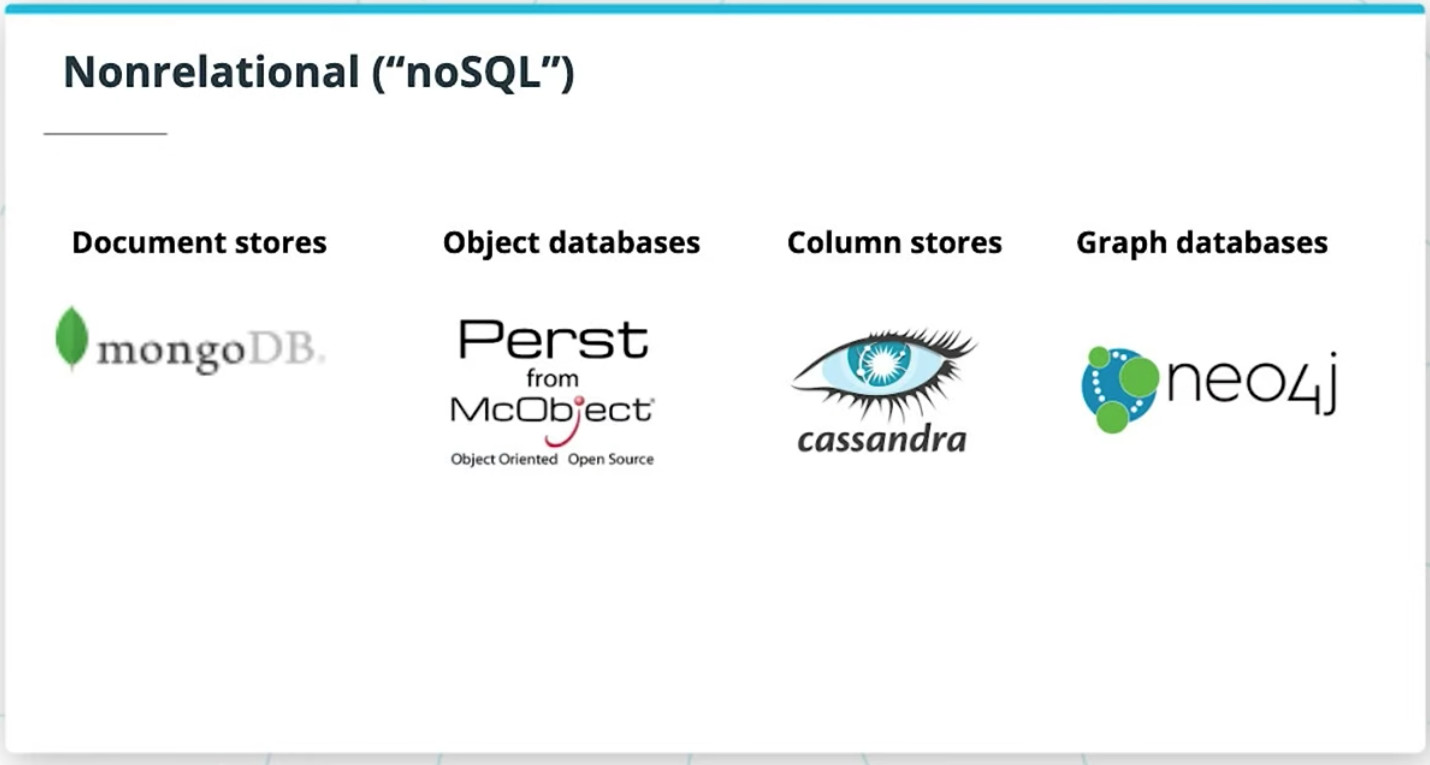 Nonrelational (“noSQL”)
Document stores
Object databases
Column stores
Graph databases
mongoDB.
Perst
from
McObject
Object Oriented Open Source
cassandra
neo4j